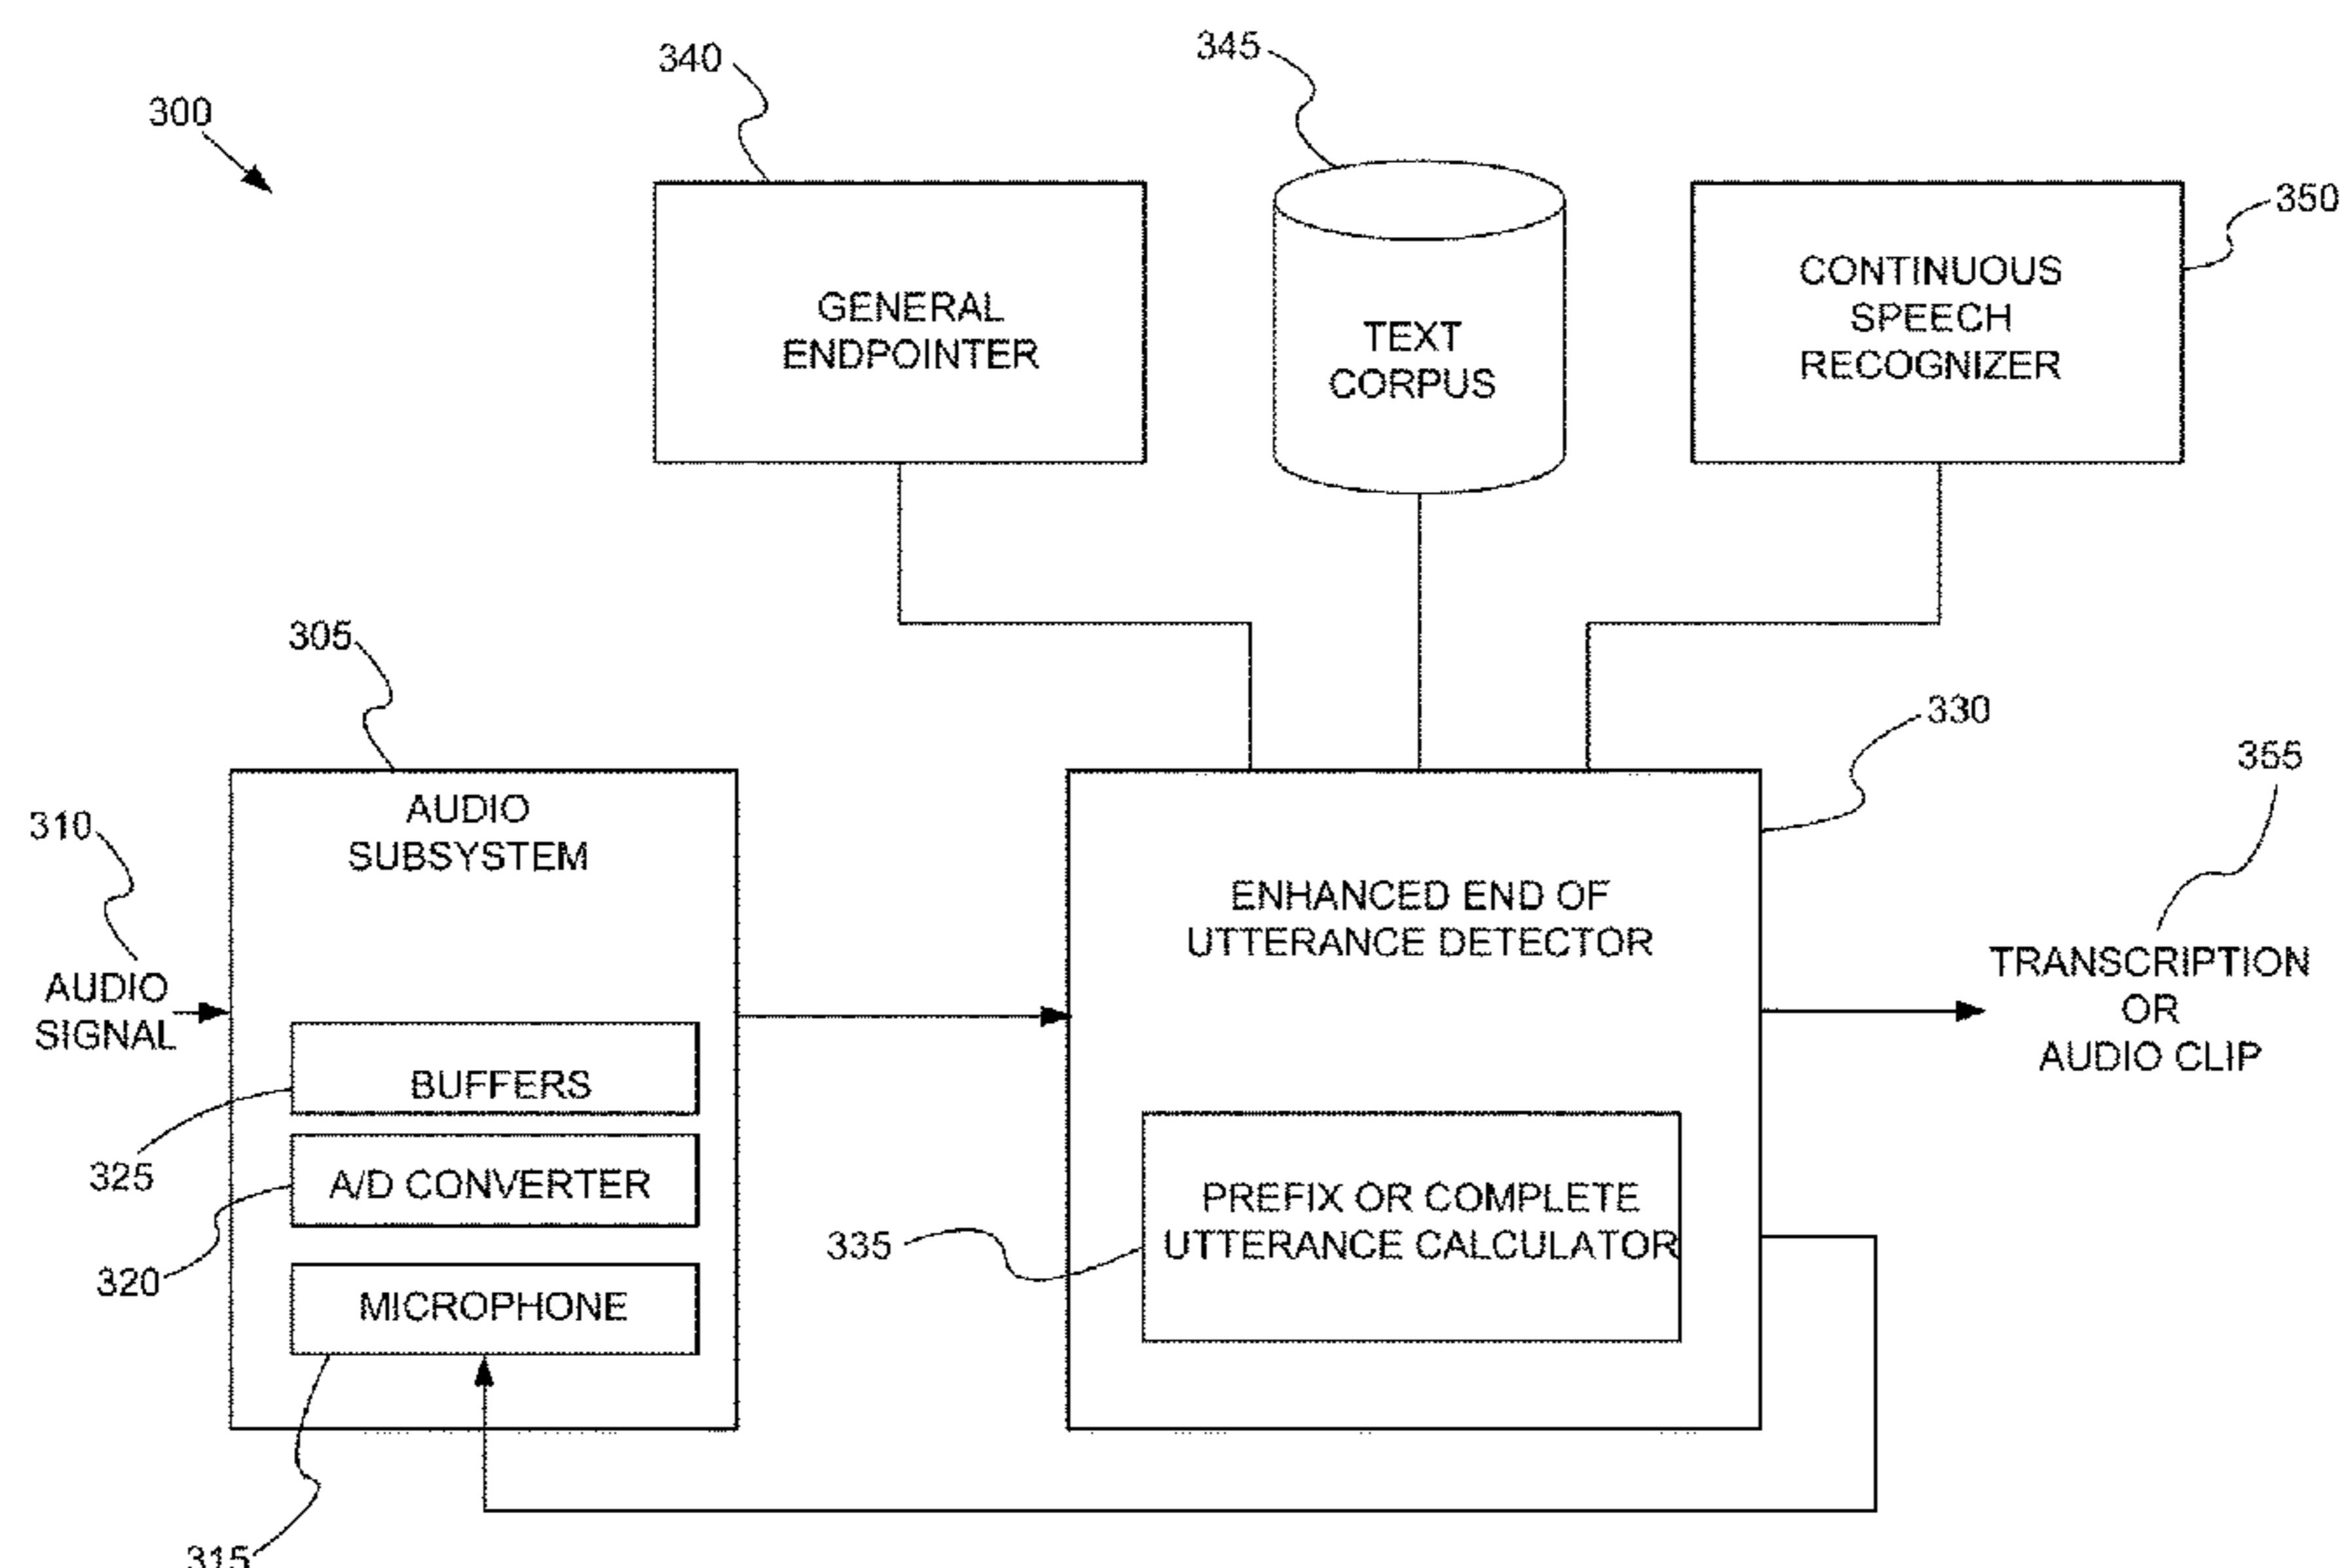 340
345
300
350
GENERAL
ENDPOINTER
TEXT
CORPUS
CONTINUOUS
SPEECH
RECOGNIZER
305
330
355
310
AUDIO
SUBSYSTEM
AUDIO
SIGNAL
ENHANCED END OF
UTTERANCE DETECTOR
TRANSCRIPTION
OR
AUDIO CLIP
BUFFERS
325
A/D CONVERTER
320
MICROPHONE
315
335
PREFIX OR COMPLETE
UTTERANCE CALCULATOR